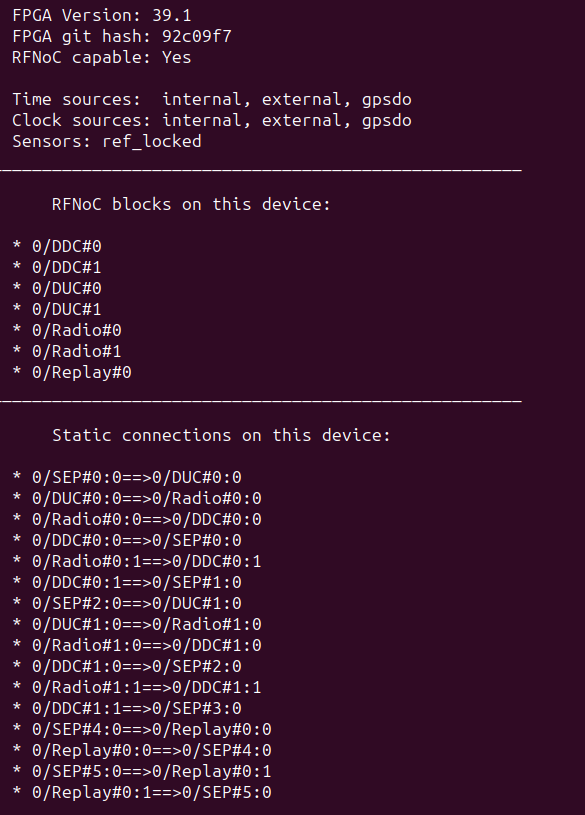 FPGA Version: 39.1
FPGA git hash: 92c09f7
RFNoC capable: Yes
Time sources:  internal, external, gpsdo
Clock sources: internal, external, gpsdo
Sensors: ref_locked
RFNoC blocks on this device:
* 0/DDC#0
* 0/DDC#1
* 0/DUC#0
* 0/DUC#1
* 0/Radio#0
* 0/Radio#1
* 0/Replay#0
Static connections on this device:
* 0/SEP#0:0==>0/DUC#0:0
* 0/DUC#0:0==>0/Radio#0:0
* 0/Radio#0:0==>0/DDC#0:0
* 0/DDC#0:0==>0/SEP#0:0
* 0/Radio#0:1==>0/DDC#0:1
* 0/DDC#0:1==>0/SEP#1:0
* 0/SEP#2:0==>0/DUC#1:0
* 0/DUC#1:0==>0/Radio#1:0
* 0/Radio#1:0==>0/DDC#1:0
* 0/DDC#1:0==>0/SEP#2:0
* 0/Radio#1:1==>0/DDC#1:1
* 0/DDC#1:1==>0/SEP#3:0
* 0/SEP#4:0==>0/Replay#0:0
* 0/Replay#0:0==>0/SEP#4:0
* 0/SEP#5:0==>0/Replay#0:1
* 0/Replay#0:1==>0/SEP#5:0